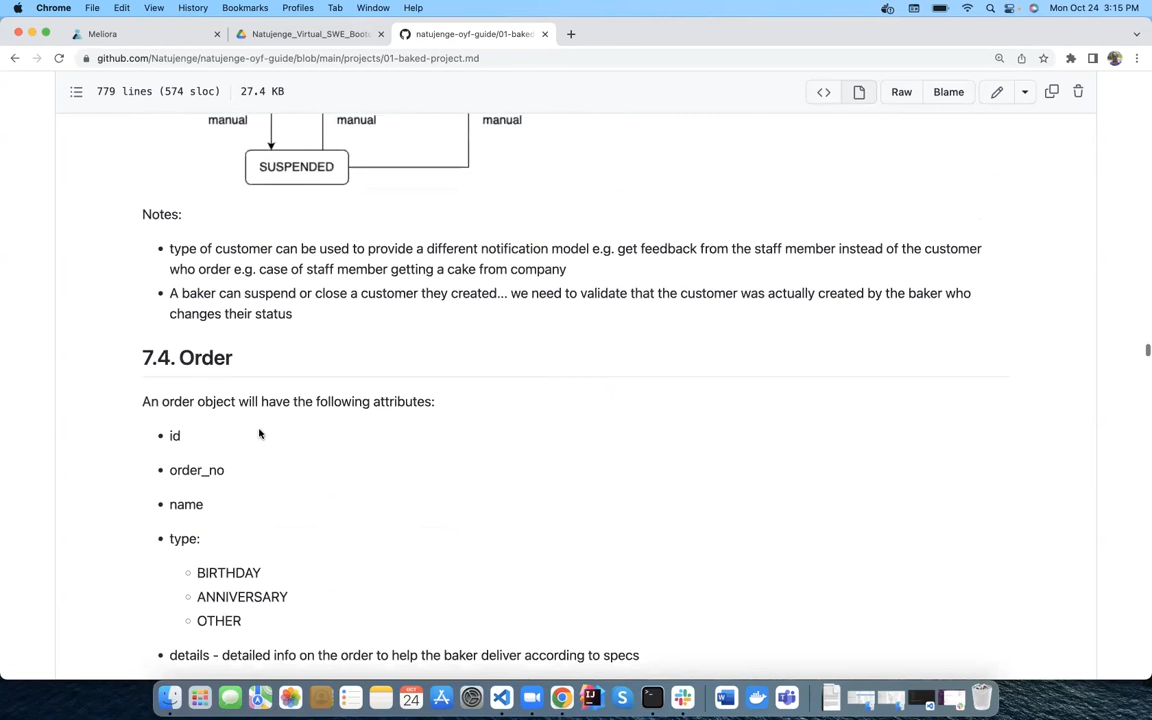 Chrome File Edit View History Bookmarks Profiles Tab Window Help Mon Oct 24 3:15 PM
Meliora Natujenge_Virtual_SWE_Boot natujenge-oyf-guide/01-baked-
github.com/Natujenge/natujenge-oyf-guide/blob/main/projects/01-baked-project.md
779 lines (574 sloc) 27.4 KB Raw Blame
manual manual manual
SUSPENDED
Notes:
• type of customer can be used to provide a different notification model e.g. get feedback from the staff member instead of the customer
who order e.g. case of staff member getting a cake from company
• A baker can suspend or close a customer they created... we need to validate that the customer was actually created by the baker who
changes their status
7.4. Order
An order object will have the following attributes:
• id
• order_no
• name
• type:
◦ BIRTHDAY
◦ ANNIVERSARY
◦ OTHER
• details - detailed info on the order to help the baker deliver according to specs
OCT
24